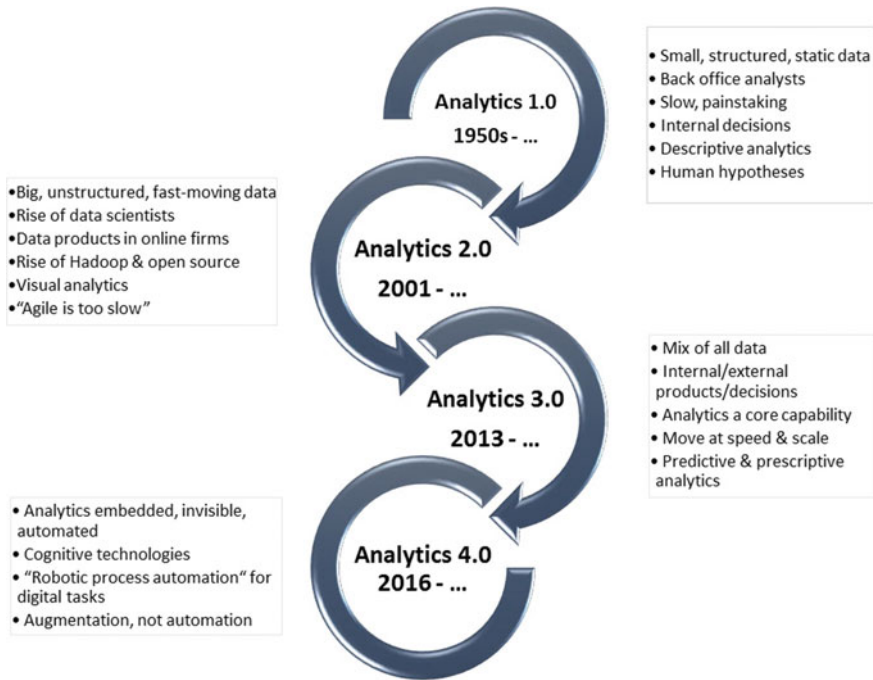 Analytics 1.0
1950s - ...
• Small, structured, static data
• Back office analysts
• Slow, painstaking
• Internal decisions
• Descriptive analytics
• Human hypotheses
•Big, unstructured, fast-moving data
•Rise of data scientists
•Data products in online firms
•Rise of Hadoop & open source
•Visual analytics
•“Agile is too slow”
Analytics 2.0
2001 - ...
Analytics 3.0
2013 - ...
• Mix of all data
• Internal/external
products/decisions
• Analytics a core capability
• Move at speed & scale
• Predictive & prescriptive
analytics
• Analytics embedded, invisible,
automated
• Cognitive technologies
• “Robotic process automation“ for
digital tasks
• Augmentation, not automation
Analytics 4.0
2016 - ...